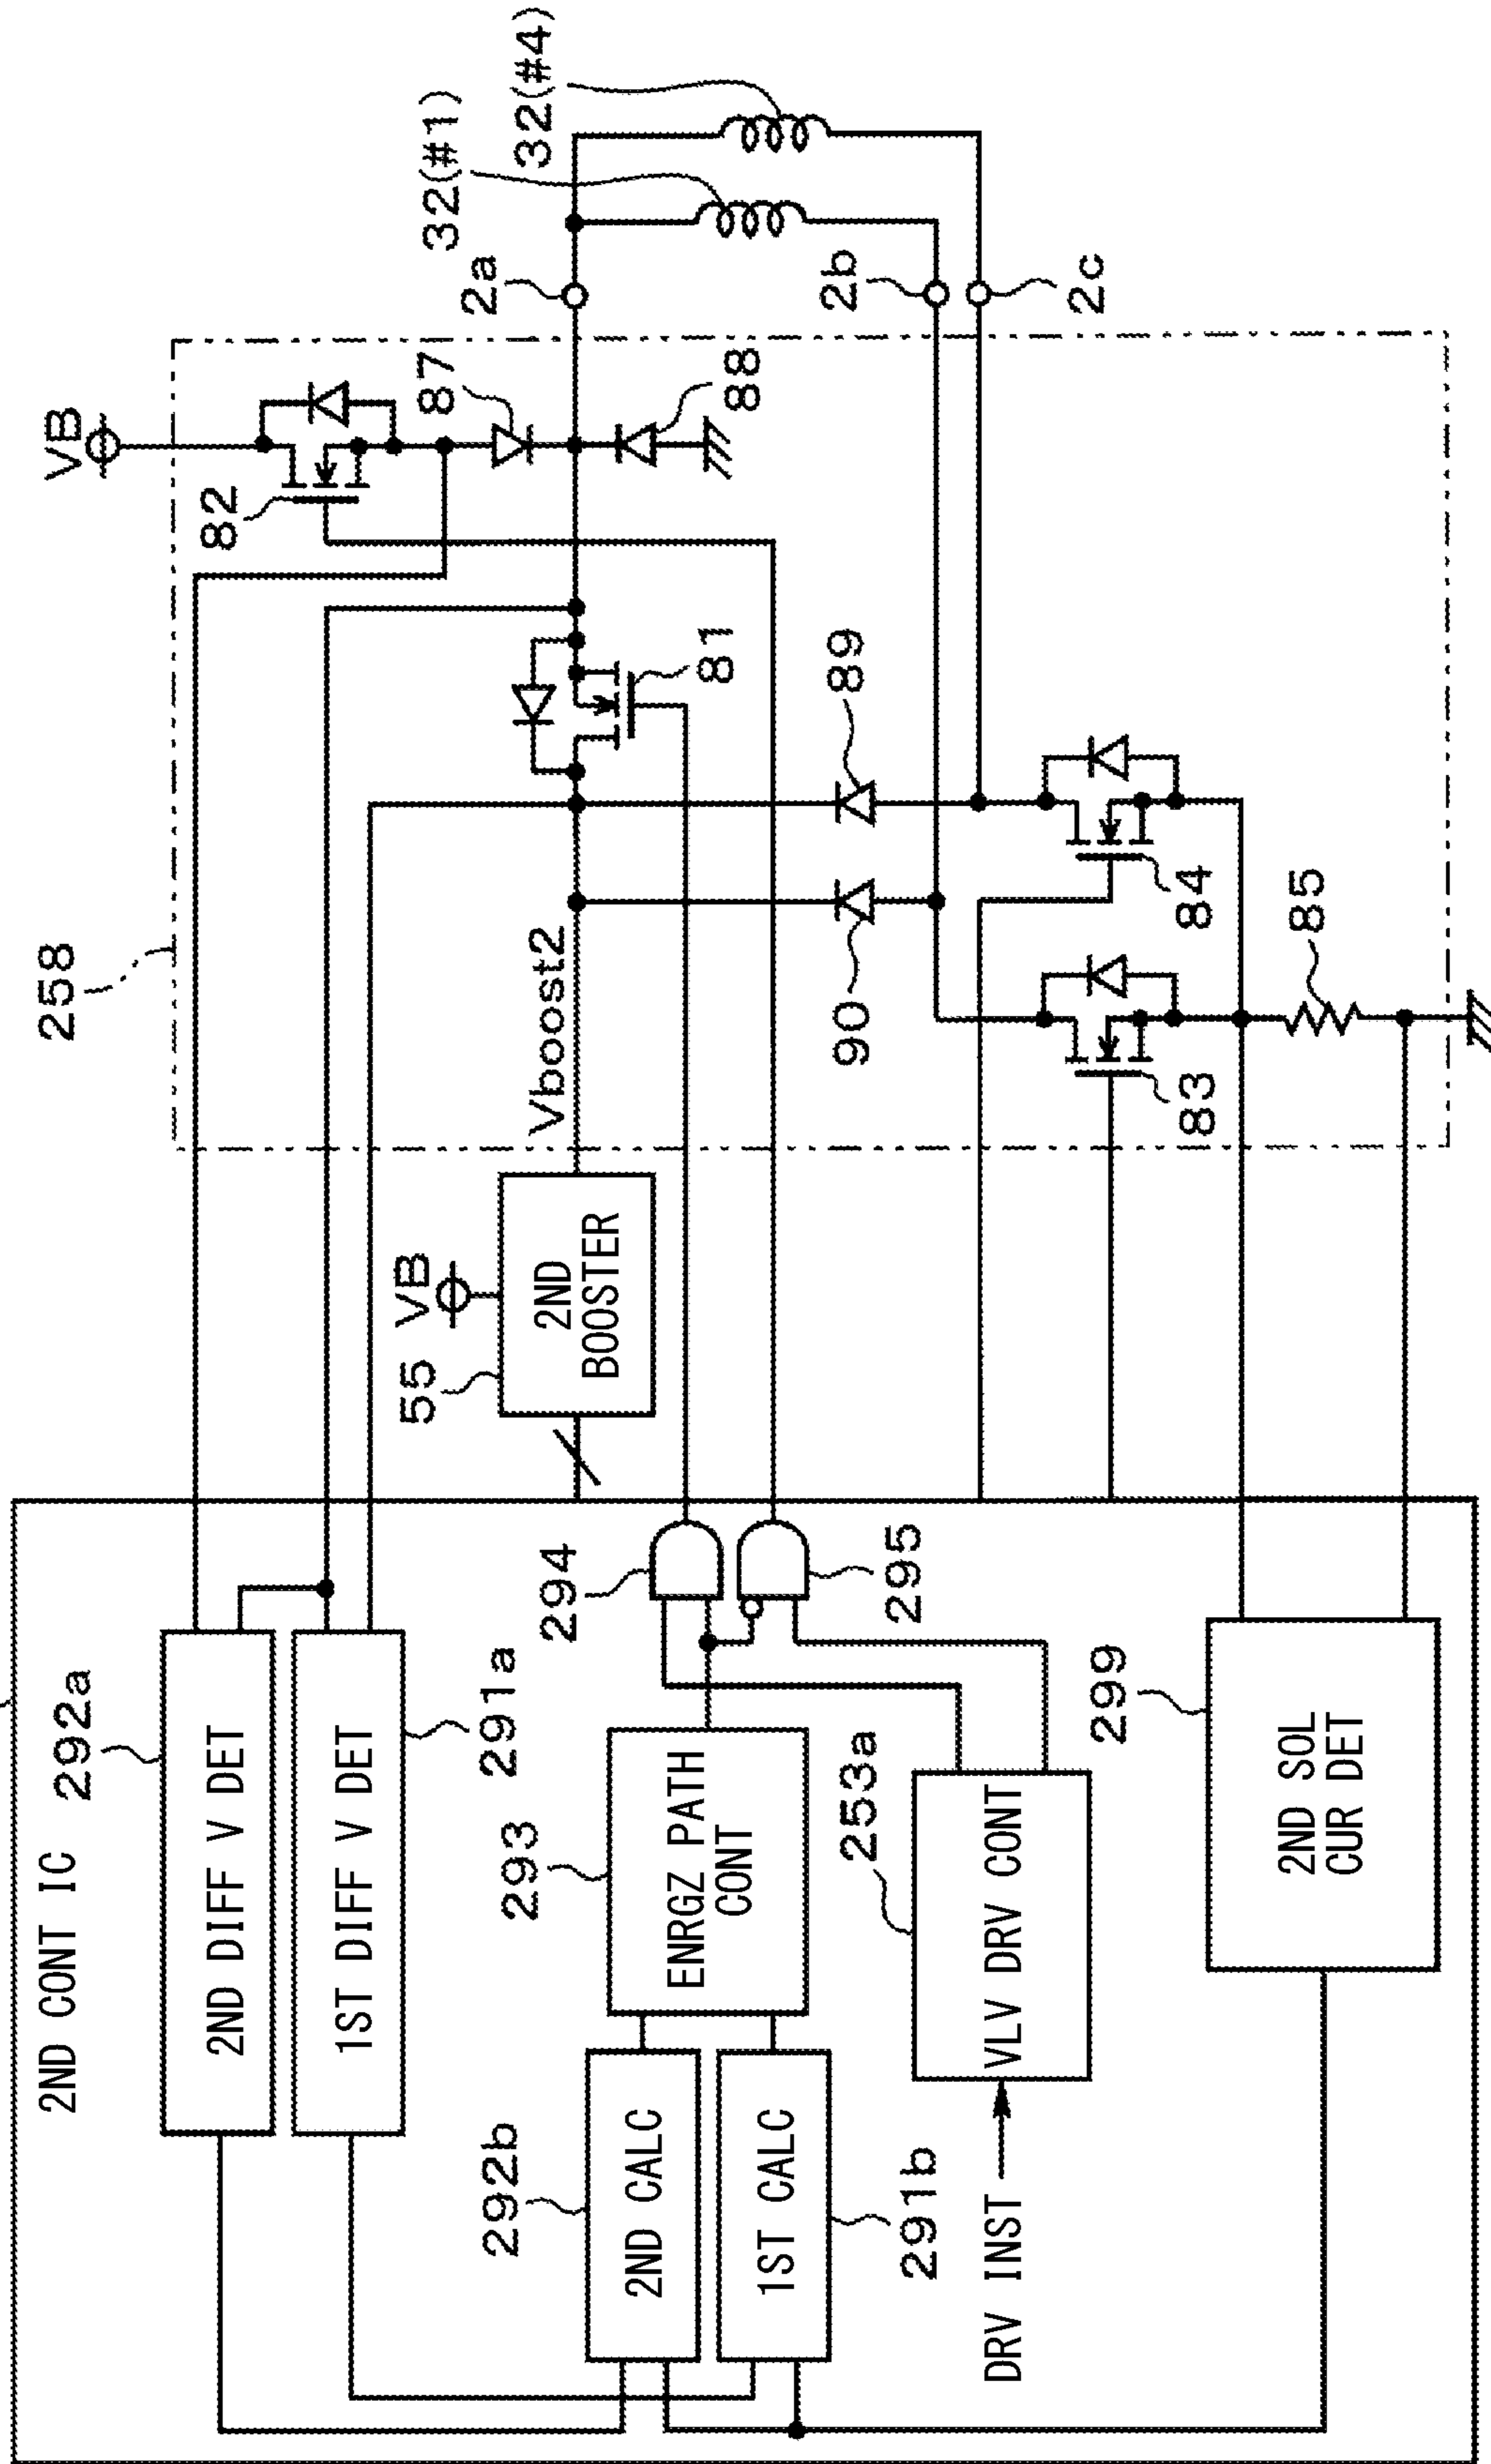 2ND CONT IC
292a
2ND DIFF V DET
1ST DIFF V DET
291a
292b
2ND CALC
1ST CALC
291b
293
ENRGZ PATH
CONT
294
295
253a
VLV DRV CONT
DRV INST
299
2ND SOL
CUR DET
55
VB
2ND
BOOSTER
Vboost2
258
VB
82
87
88
81
89
90
84
83
85
2a
2b
2c
32(#1)
32(#4)